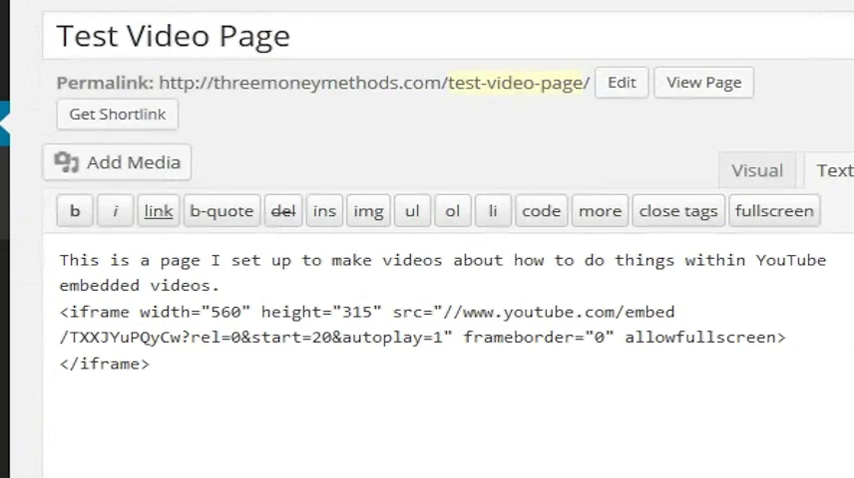 Test Video Page
Permalink: http://threemoneymethods.com/test-video-page/ Edit View Page
Get Shortlink
Add Media
Visual Text
b i link b-quote del ins img ul ol li code more close tags fullscreen
This is a page I set up to make videos about how to do things within YouTube
embedded videos.
<iframe width="560" height="315" src="//www.youtube.com/embed
/TXXJYuPQyCw?rel=0&start=20&autoplay=1" frameborder="0" allowfullscreen>
</iframe>